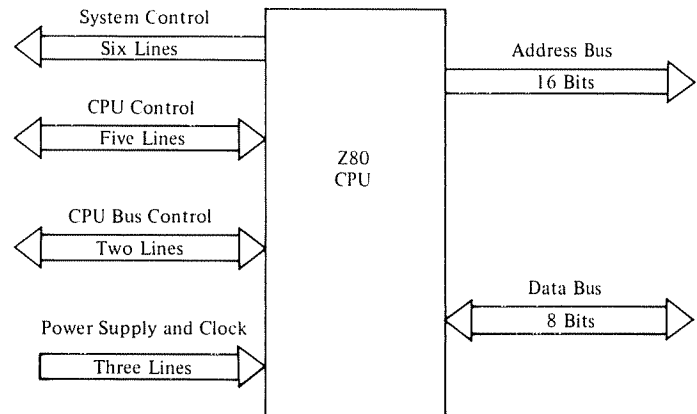 System Control
Six Lines
CPU Control
Five Lines
CPU Bus Control
Two Lines
Power Supply and Clock
Three Lines
Z80
CPU
Address Bus
16 Bits
Data Bus
8 Bits